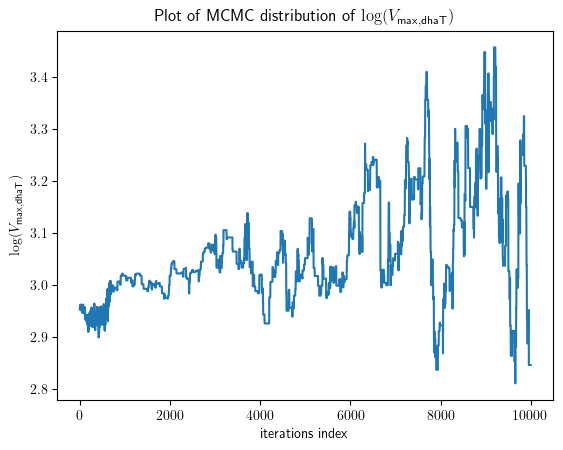 Plot of MCMC distribution of log(V_max,dhaT)
3.4
3.3
3.2
3.1
3.0
2.9
2.8
log(V_max,dhaT)
0 2000 4000 6000 8000 10000
iterations index